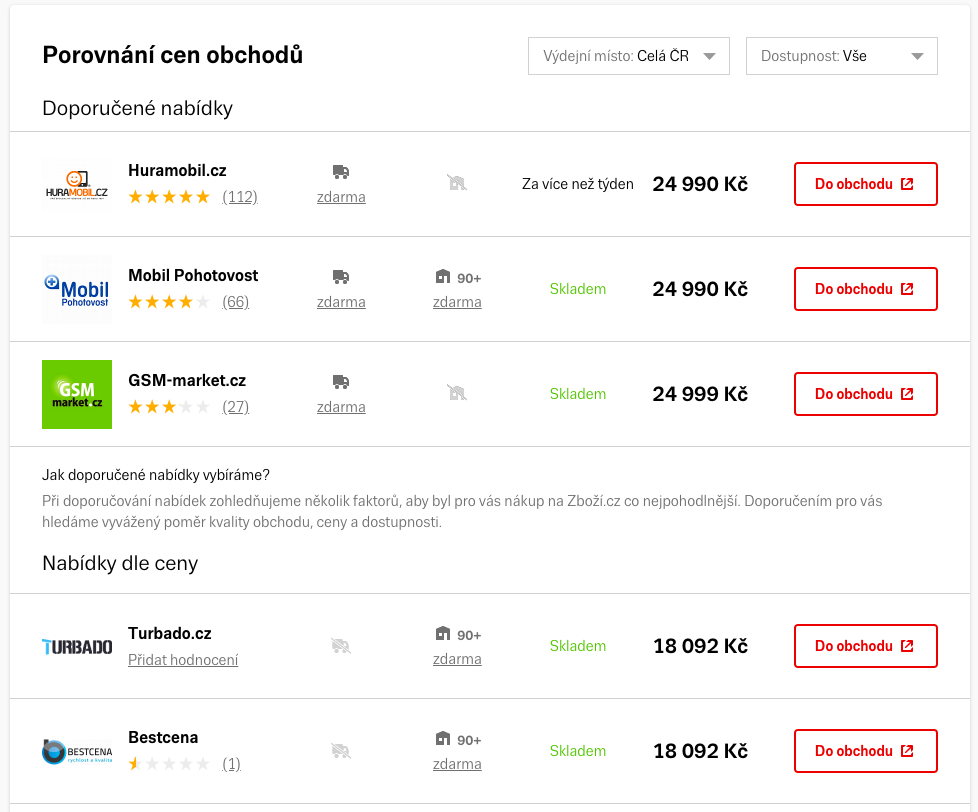 Porovnání cen obchodů
Výdejní místo: Celá ČR
Dostupnost: Vše
Doporučené nabídky
HURAMOBIL.CZ
Huramobil.cz
(112)
zdarma
Za více než týden
24 990 Kč
Do obchodu
Mobil
Pohotovost
Mobil Pohotovost
(66)
zdarma
90+
zdarma
Skladem
24 990 Kč
Do obchodu
GSM
market.cz
GSM-market.cz
(27)
zdarma
Skladem
24 999 Kč
Do obchodu
Jak doporučené nabídky vybíráme?
Při doporučování nabídek zohledňujeme několik faktorů, aby byl pro vás nákup na Zboží.cz co nejpohodlnější. Doporučením pro vás
hledáme vyvážený poměr kvality obchodu, ceny a dostupnosti.
Nabídky dle ceny
TURBADO
Turbado.cz
Přidat hodnocení
90+
zdarma
Skladem
18 092 Kč
Do obchodu
BESTCENA
rychlost a kvalita
Bestcena
(1)
90+
zdarma
Skladem
18 092 Kč
Do obchodu